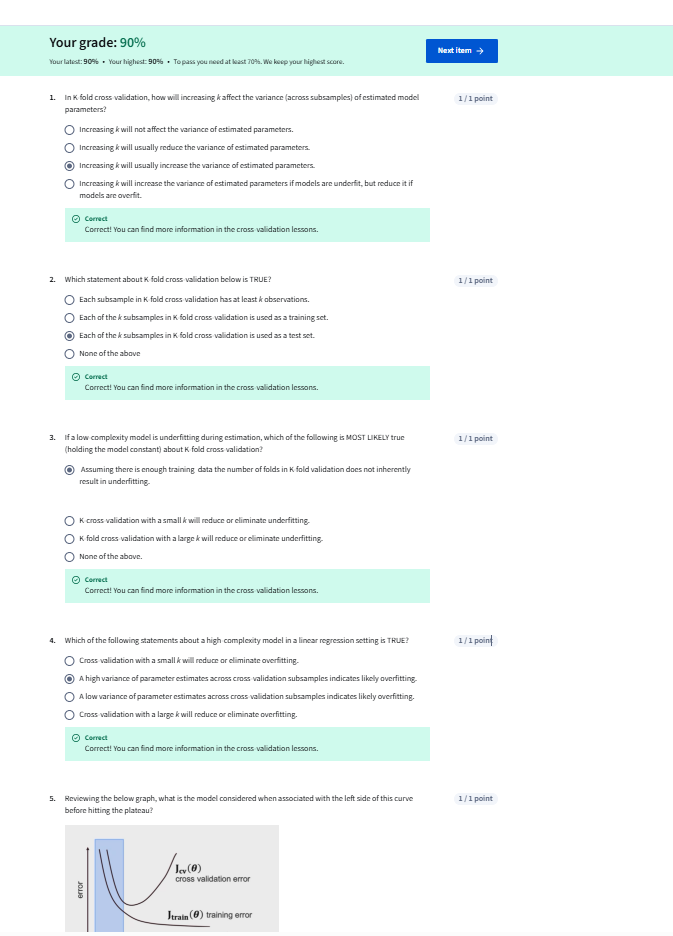 Your grade: 90%
Next item →
Your latest: 90% • Your highest: 90% • To pass you need at least 70%. We keep your highest score.
1. In K-fold cross-validation, how will increasing k affect the variance (across subsamples) of estimated model
parameters?
1 / 1 point
Increasing k will not affect the variance of estimated parameters.
Increasing k will usually reduce the variance of estimated parameters.
Increasing k will usually increase the variance of estimated parameters.
Increasing k will increase the variance of estimated parameters if models are underfit, but reduce it if
models are overfit.
Correct
Correct! You can find more information in the cross-validation lessons.
2. Which statement about K-fold cross-validation below is TRUE?
1 / 1 point
Each subsample in K-fold cross-validation has at least k observations.
Each of the k subsamples in K-fold cross-validation is used as a training set.
Each of the k subsamples in K-fold cross-validation is used as a test set.
None of the above
Correct
Correct! You can find more information in the cross-validation lessons.
3. If a low-complexity model is underfitting during estimation, which of the following is MOST LIKELY true
(holding the model constant) about K-fold cross-validation?
1 / 1 point
Assuming there is enough training data the number of folds in K-fold validation does not inherently
result in underfitting.
K-cross-validation with a small k will reduce or eliminate underfitting.
K-fold cross-validation with a large k will reduce or eliminate underfitting.
None of the above.
Correct
Correct! You can find more information in the cross-validation lessons.
4. Which of the following statements about a high-complexity model in a linear regression setting is TRUE?
1 / 1 point
Cross-validation with a small k will reduce or eliminate overfitting.
A high variance of parameter estimates across cross-validation subsamples indicates likely overfitting.
A low variance of parameter estimates across cross-validation subsamples indicates likely overfitting.
Cross-validation with a large k will reduce or eliminate overfitting.
Correct
Correct! You can find more information in the cross-validation lessons.
5. Reviewing the below graph, what is the model considered when associated with the left side of this curve
before hitting the plateau?
1 / 1 point
error
Jcv(θ)
cross validation error
Jtrain(θ) training error